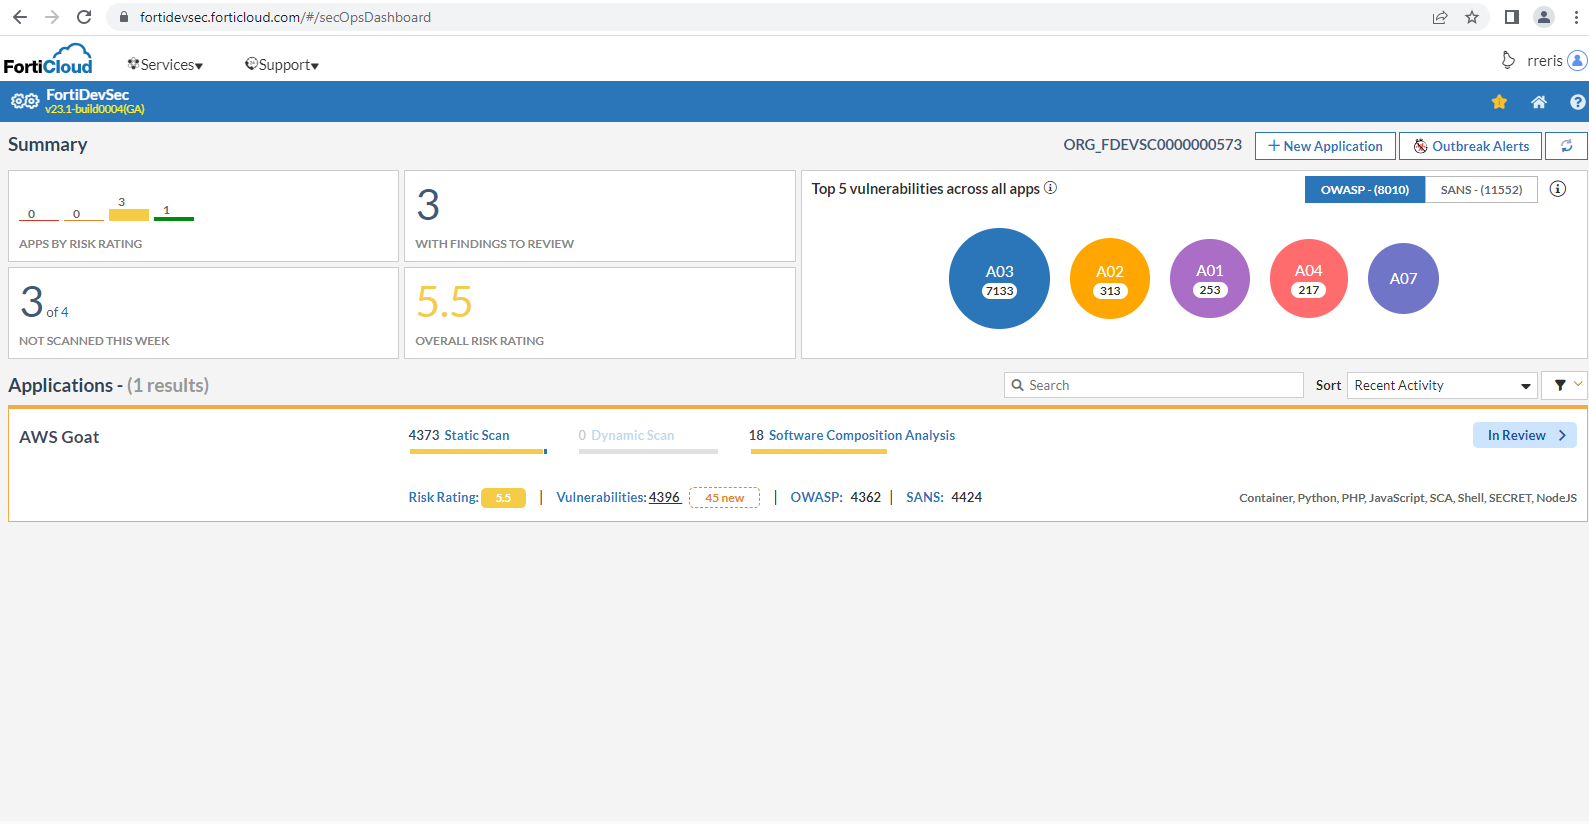 fortidevsec.forticloud.com/#/secOpsDashboard
FortiCloud Services Support rreris
FortiDevSec
v23.1-build0004(GA)
Summary ORG_FDEVSC0000000573 + New Application Outbreak Alerts
0 0 3 1
APPS BY RISK RATING
3
WITH FINDINGS TO REVIEW
3 of 4
NOT SCANNED THIS WEEK
5.5
OVERALL RISK RATING
Top 5 vulnerabilities across all apps OWASP - (8010) SANS - (11552)
A03 A02 A01 A04 A07
7133 313 253 217
Applications - (1 results) Search Sort Recent Activity
AWS Goat 4373 Static Scan 0 Dynamic Scan 18 Software Composition Analysis In Review
Risk Rating: 5.5 | Vulnerabilities: 4396 45 new | OWASP: 4362 | SANS: 4424 Container, Python, PHP, JavaScript, SCA, Shell, SECRET, NodeJS